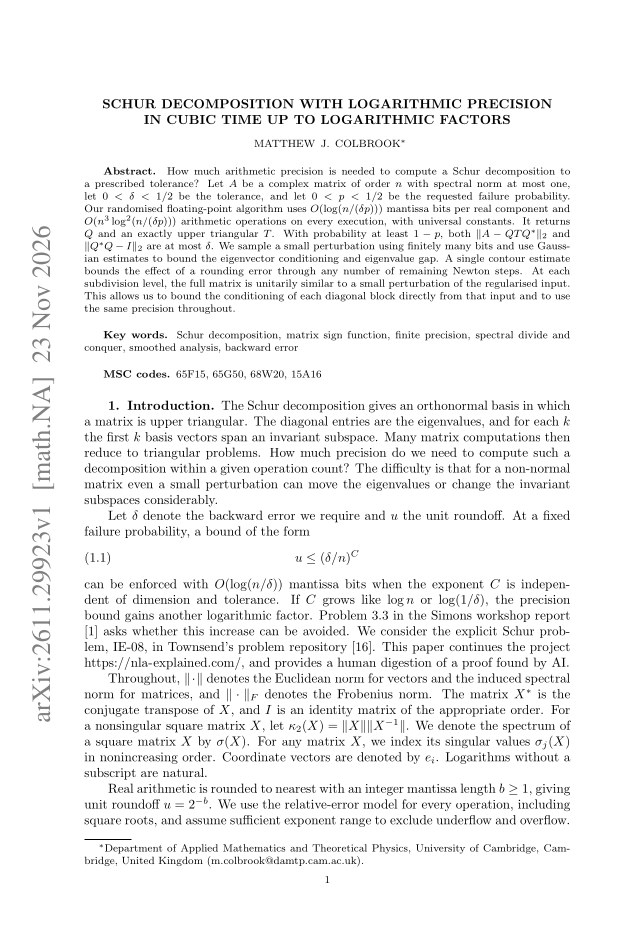 SCHUR DECOMPOSITION WITH LOGARITHMIC PRECISION
IN CUBIC TIME UP TO LOGARITHMIC FACTORS
MATTHEW J. COLBROOK*
Abstract. How much arithmetic precision is needed to compute a Schur decomposition to
a prescribed tolerance? Let A be a complex matrix of order n with spectral norm at most one,
let 0 < δ < 1/2 be the tolerance, and let 0 < p < 1/2 be the requested failure probability.
Our randomised floating-point algorithm uses O(log(n/(δp))) mantissa bits per real component and
O(n³ log²(n/(δp))) arithmetic operations on every execution, with universal constants. It returns
Q and an exactly upper triangular T. With probability at least 1 − p, both ∥A − QTQ*∥₂ and
∥Q*Q − I∥₂ are at most δ. We sample a small perturbation using finitely many bits and use Gauss-
ian estimates to bound the eigenvector conditioning and eigenvalue gap. A single contour estimate
bounds the effect of a rounding error through any number of remaining Newton steps. At each
subdivision level, the full matrix is unitarily similar to a small perturbation of the regularised input.
This allows us to bound the conditioning of each diagonal block directly from that input and to use
the same precision throughout.
Key words. Schur decomposition, matrix sign function, finite precision, spectral divide and
conquer, smoothed analysis, backward error
MSC codes. 65F15, 65G50, 68W20, 15A16
1. Introduction. The Schur decomposition gives an orthonormal basis in which
a matrix is upper triangular. The diagonal entries are the eigenvalues, and for each k
the first k basis vectors span an invariant subspace. Many matrix computations then
reduce to triangular problems. How much precision do we need to compute such a
decomposition within a given operation count? The difficulty is that for a non-normal
matrix even a small perturbation can move the eigenvalues or change the invariant
subspaces considerably.
Let δ denote the backward error we require and u the unit roundoff. At a fixed
failure probability, a bound of the form
(1.1) u ≤ (δ/n)^C
can be enforced with O(log(n/δ)) mantissa bits when the exponent C is indepen-
dent of dimension and tolerance. If C grows like log n or log(1/δ), the precision
bound gains another logarithmic factor. Problem 3.3 in the Simons workshop report
[1] asks whether this increase can be avoided. We consider the explicit Schur prob-
lem, IE-08, in Townsend's problem repository [16]. This paper continues the project
https://nla-explained.com/, and provides a human digestion of a proof found by AI.
Throughout, ∥·∥ denotes the Euclidean norm for vectors and the induced spectral
norm for matrices, and ∥ · ∥_F denotes the Frobenius norm. The matrix X* is the
conjugate transpose of X, and I is an identity matrix of the appropriate order. For
a nonsingular square matrix X, let κ₂(X) = ∥X∥∥X⁻¹∥. We denote the spectrum of
a square matrix X by σ(X). For any matrix X, we index its singular values σ_j(X)
in nonincreasing order. Coordinate vectors are denoted by e_i. Logarithms without a
subscript are natural.
Real arithmetic is rounded to nearest with an integer mantissa length b ≥ 1, giving
unit roundoff u = 2⁻ᵇ. We use the relative-error model for every operation, including
square roots, and assume sufficient exponent range to exclude underflow and overflow.
*Department of Applied Mathematics and Theoretical Physics, University of Cambridge, Cam-
bridge, United Kingdom (m.colbrook@damtp.cam.ac.uk).
1
arXiv:2611.29923v1 [math.NA] 23 Nov 2026